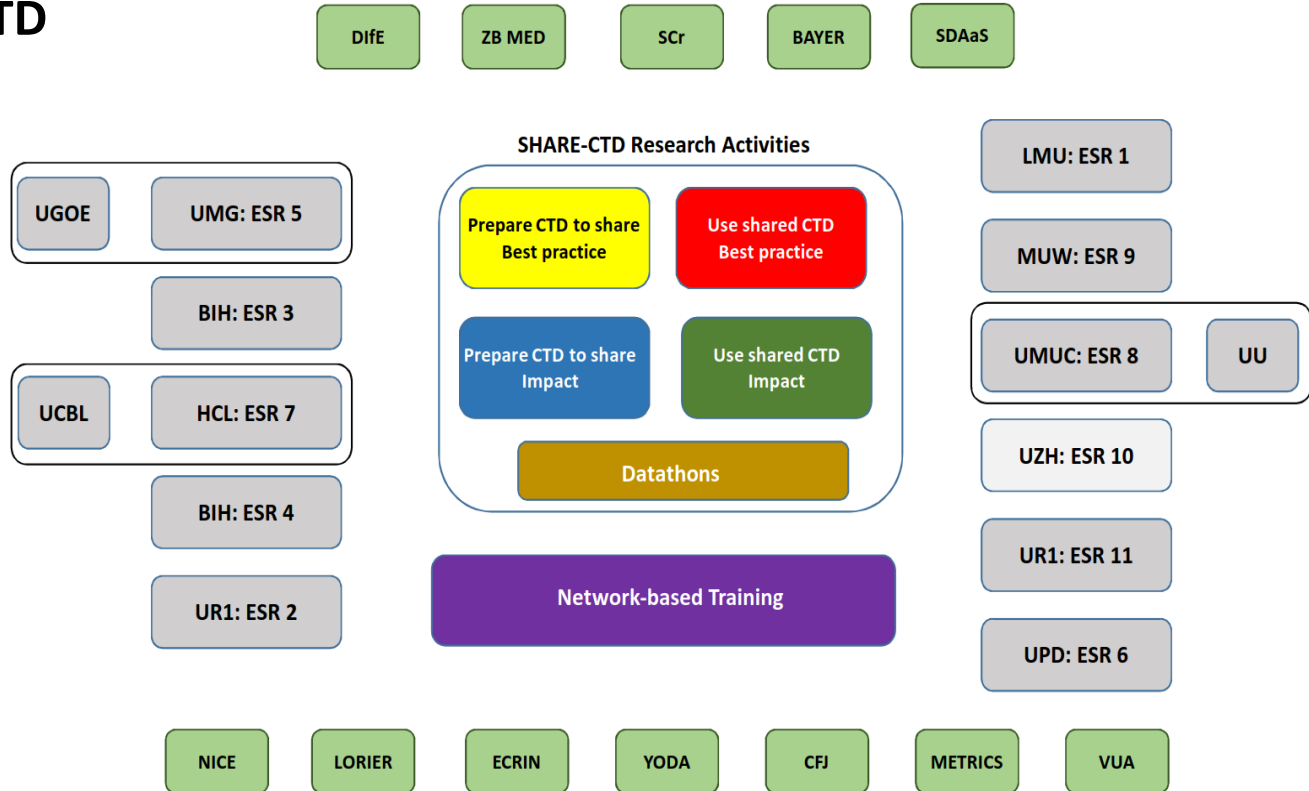 TD
DIfE
ZB MED
SCr
BAYER
SDAaS
SHARE-CTD Research Activities
UGOE
UMG: ESR 5
BIH: ESR 3
UCBL
HCL: ESR 7
BIH: ESR 4
UR1: ESR 2
Prepare CTD to share
Best practice
Use shared CTD
Best practice
Prepare CTD to share
Impact
Use shared CTD
Impact
Datathons
Network-based Training
LMU: ESR 1
MUW: ESR 9
UMUC: ESR 8
UU
UZH: ESR 10
UR1: ESR 11
UPD: ESR 6
NICE
LORIER
ECRIN
YODA
CFJ
METRICS
VUA